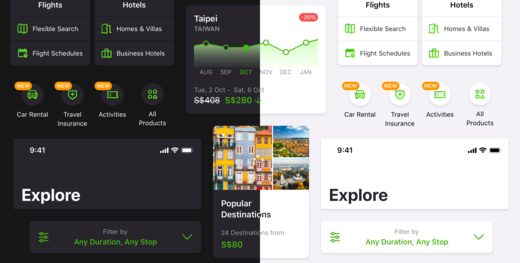 Flights
Hotels
Flexible Search
Homes & Villas
Flight Schedules
Business Hotels
NEW
NEW
NEW
Car Rental
Travel Insurance
Activities
All Products
9:41
Explore
Filter by
Any Duration, Any Stop
Taipei
-20%
TAIWAN
AUG SEP OCT NOV DEC JAN
Tue, 2 Oct - Sat, 6 Oct
S$408 S$280
Popular
Destinations
24 Destinations from
S$80
Flights
Hotels
Flexible Search
Homes & Villas
Flight Schedules
Business Hotels
NEW
NEW
NEW
Car Rental
Travel Insurance
Activities
All Products
9:41
Explore
Filter by
Any Duration, Any Stop